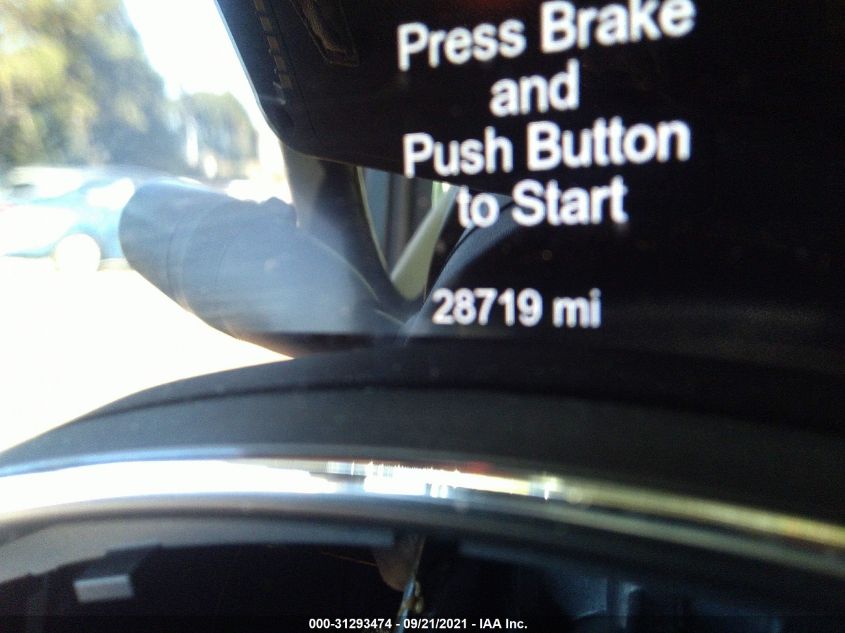 Press Brake
and
Push Button
to Start
28719 mi
000-31293474 - 09/21/2021 - IAA Inc.